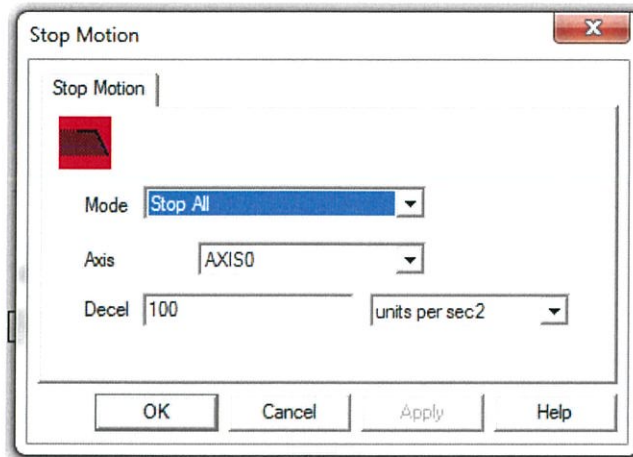 Stop Motion
Stop Motion
Mode Stop All
Axis AXIS0
Decel 100 units per sec2
OK Cancel Apply Help